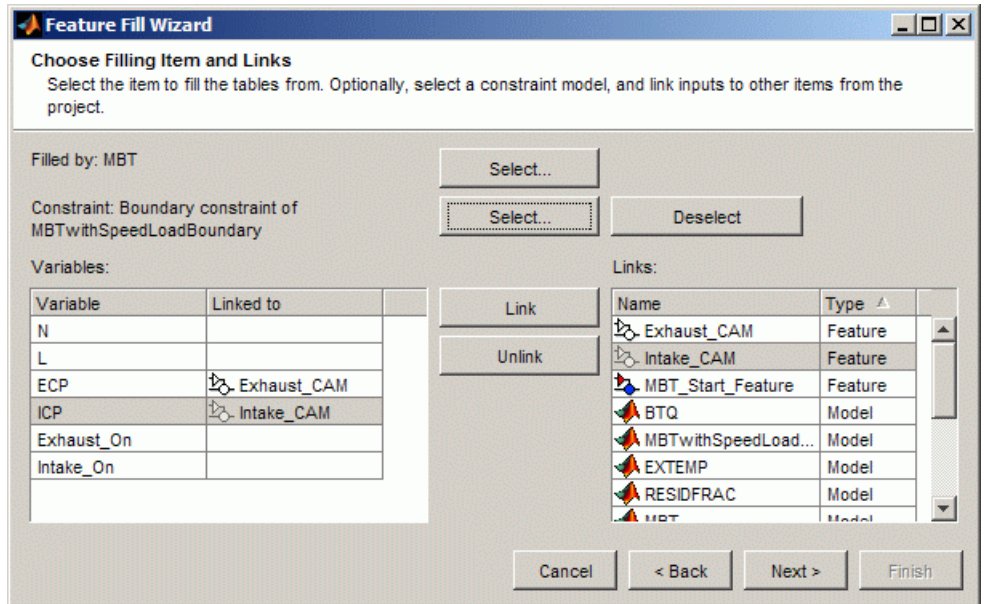 Feature Fill Wizard
Choose Filling Item and Links
Select the item to fill the tables from. Optionally, select a constraint model, and link inputs to other items from the
project.
Filled by: MBT
Select...
Constraint: Boundary constraint of
MBTwithSpeedLoadBoundary
Select...
Deselect
Variables:
Links:
Variable Linked to
N
L
ECP Exhaust_CAM
ICP Intake_CAM
Exhaust_On
Intake_On
Link
Unlink
Name Type
Exhaust_CAM Feature
Intake_CAM Feature
MBT_Start_Feature Feature
BTQ Model
MBTwithSpeedLoad... Model
EXTEMP Model
RESIDFRAC Model
MBT Model
Cancel
< Back
Next >
Finish